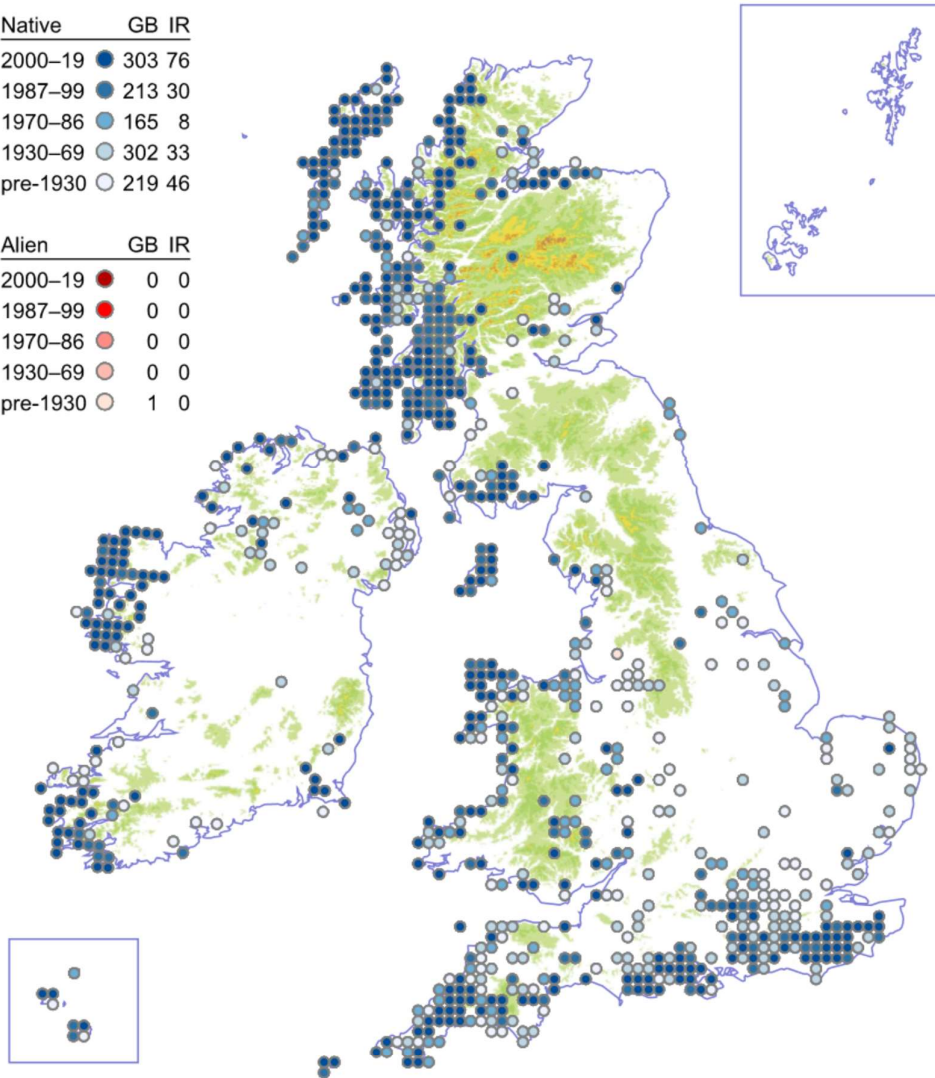 Native GB IR
2000–19 303 76
1987–99 213 30
1970–86 165 8
1930–69 302 33
pre-1930 219 46
Alien GB IR
2000–19 0 0
1987–99 0 0
1970–86 0 0
1930–69 0 0
pre-1930 1 0